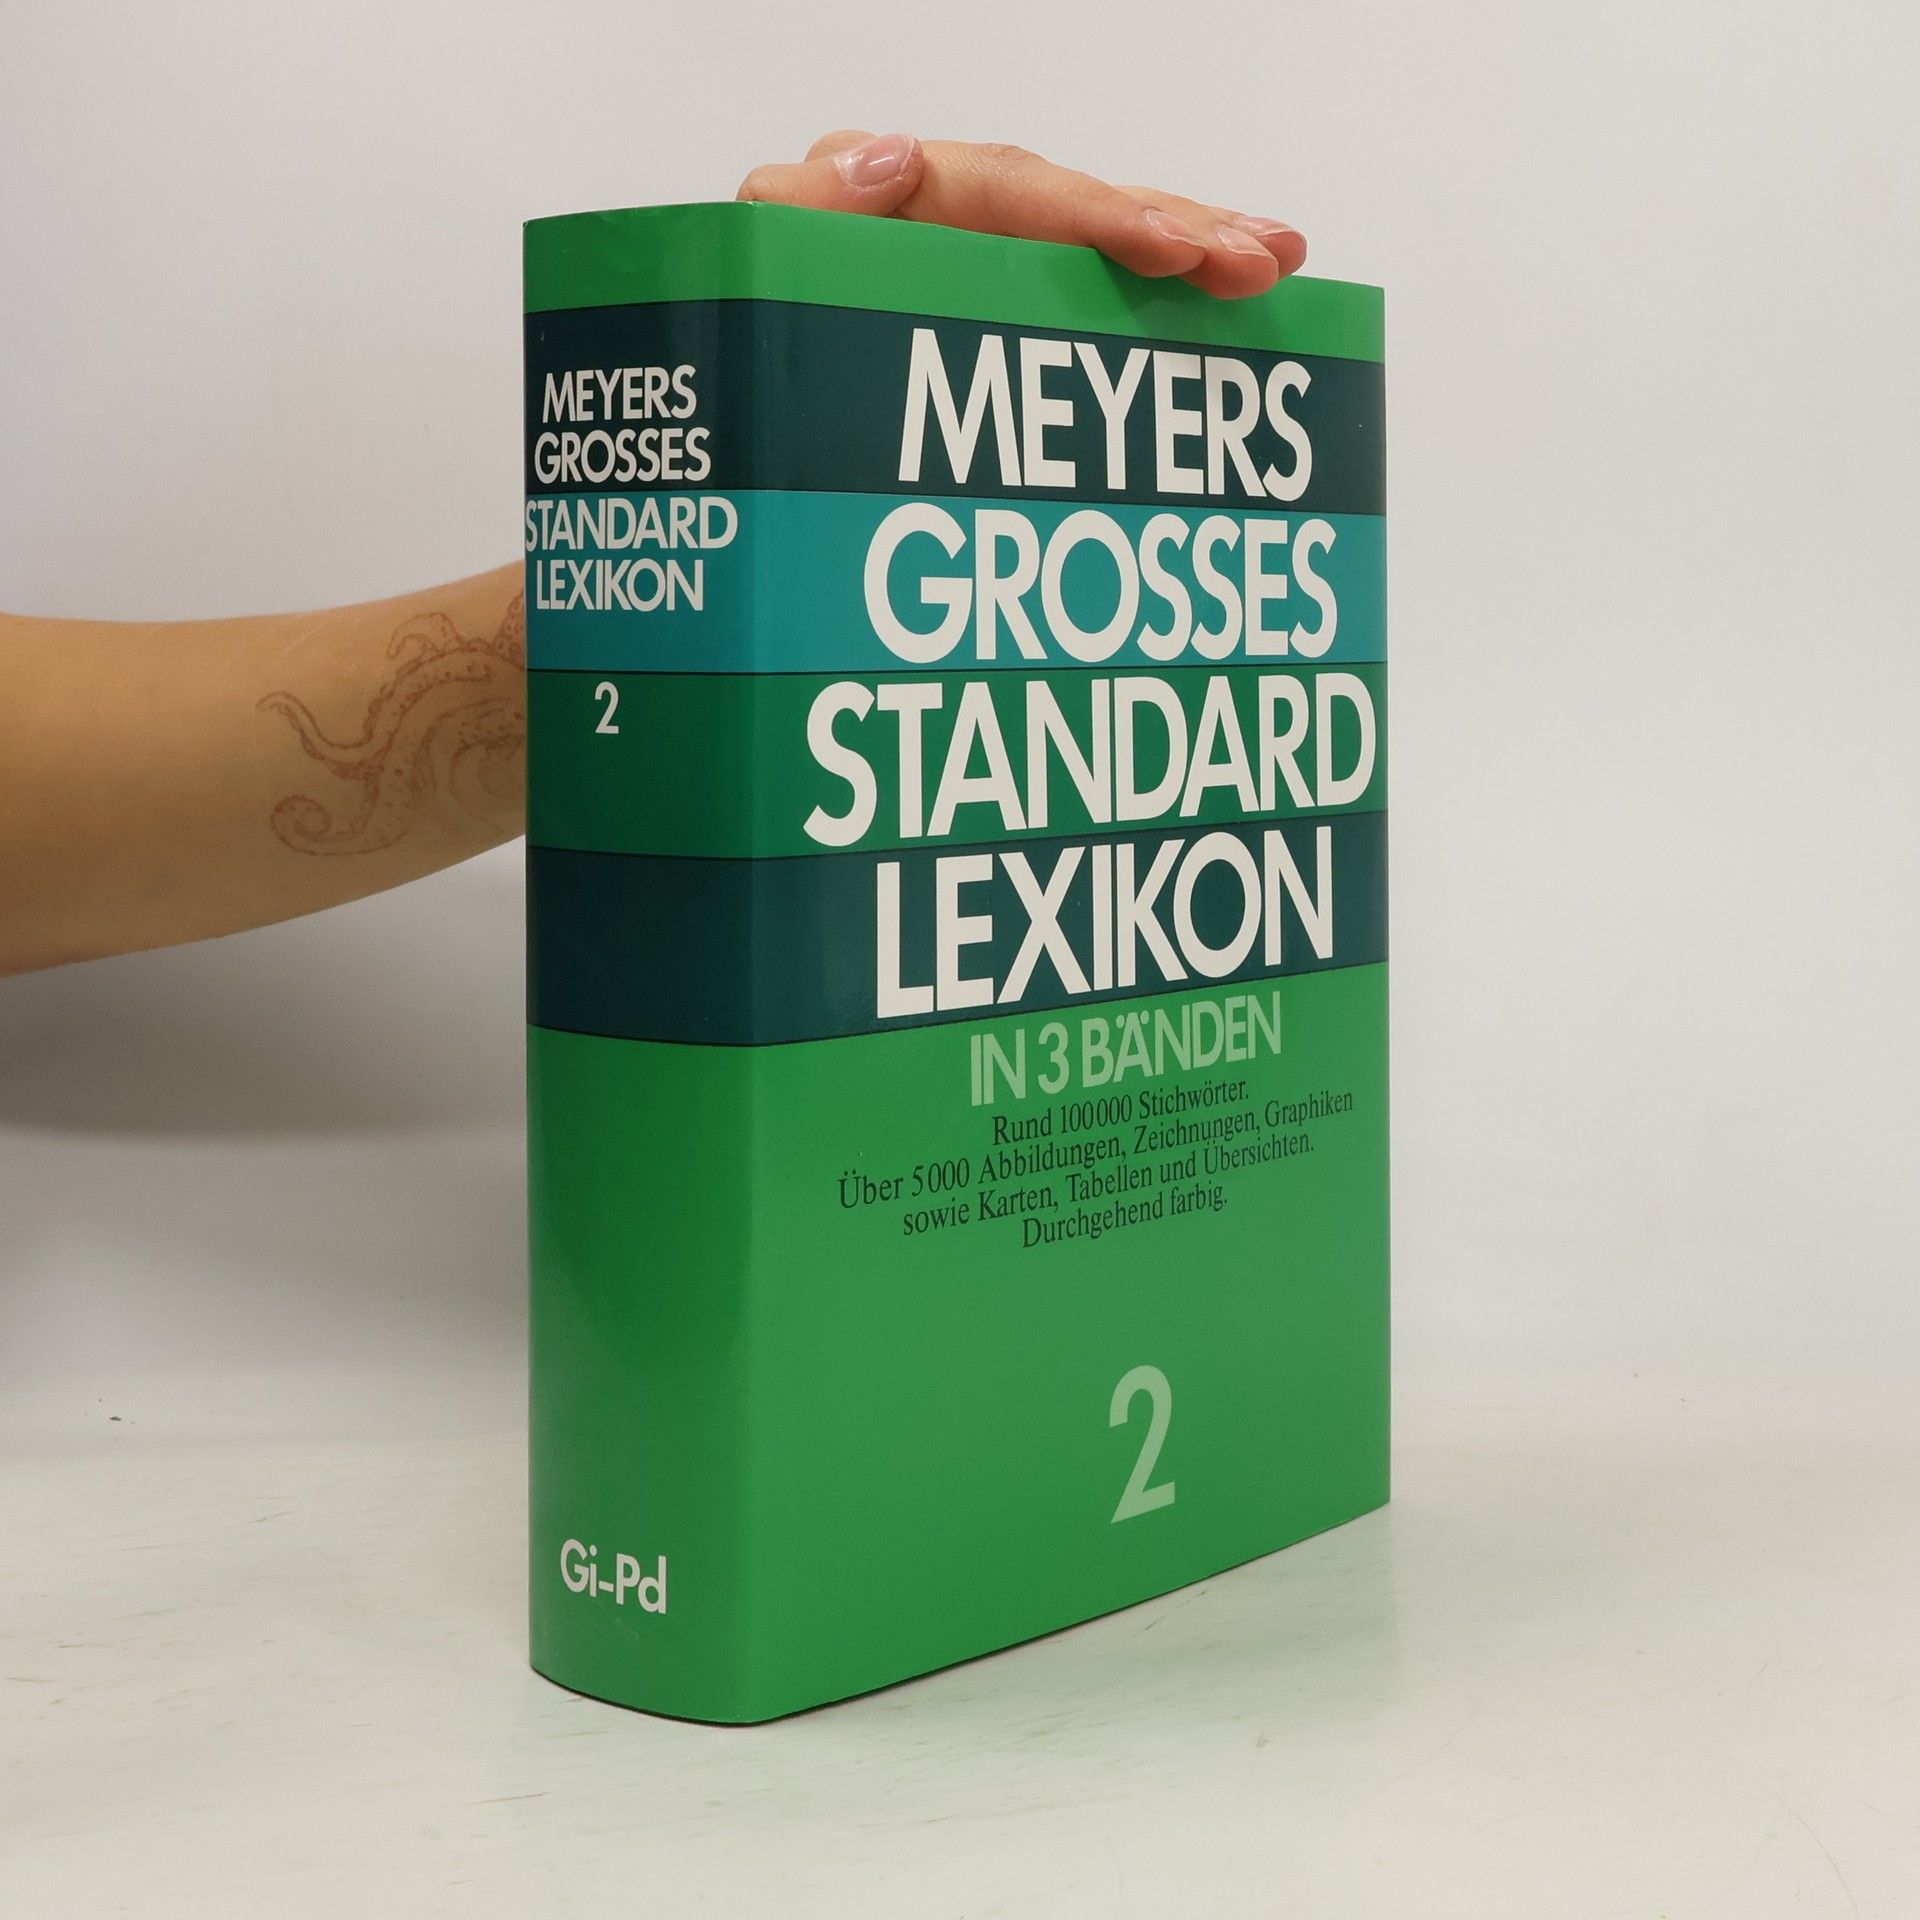 MEYERS
GROSSES
STANDARD
LEXIKON
2
Gi-Pd
MEYERS
GROSSES
STANDARD
LEXIKON
IN 3 BÄNDEN
Rund 100000 Stichwörter.
Über 5000 Abbildungen, Zeichnungen, Graphiken
sowie Karten, Tabellen und Übersichten.
Durchgehend farbig.
2